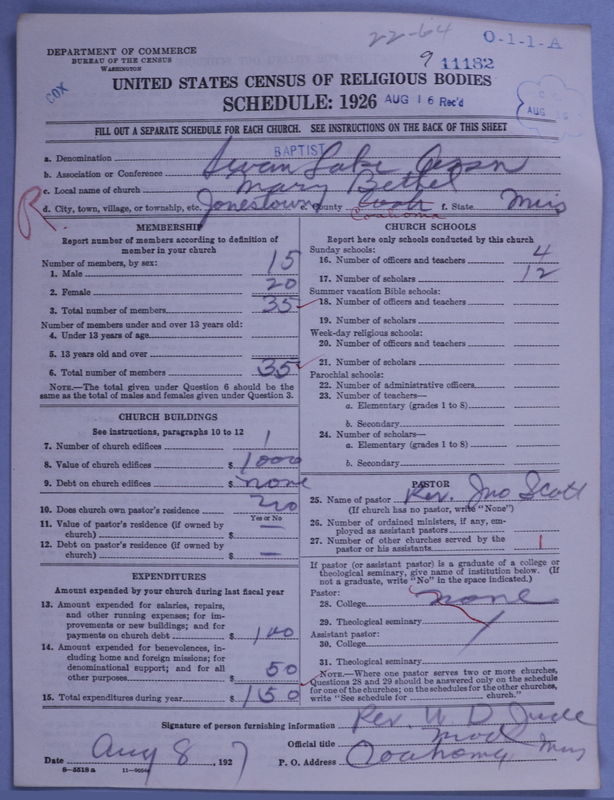 22-64
O-1-1-A
DEPARTMENT OF COMMERCE
BUREAU OF THE CENSUS
WASHINGTON
9 11182
COX
UNITED STATES CENSUS OF RELIGIOUS BODIES
SCHEDULE: 1926 AUG 16 Rec'd
AUG
FILL OUT A SEPARATE SCHEDULE FOR EACH CHURCH. SEE INSTRUCTIONS ON THE BACK OF THIS SHEET
a. Denomination BAPTIST
b. Association or Conference Swan Lake Assn
c. Local name of church Mary Bethel
R d. City, town, village, or township, etc. Jonestown e. County Coah f. State Miss
Coahoma
MEMBERSHIP
Report number of members according to definition of
member in your church
Number of members, by sex:
1. Male 15
2. Female 20
3. Total number of members 35
Number of members under and over 13 years old:
4. Under 13 years of age
5. 13 years old and over
6. Total number of members 35
NOTE.—The total given under Question 6 should be the
same as the total of males and females given under Question 3.
CHURCH BUILDINGS
See instructions, paragraphs 10 to 12
7. Number of church edifices 1
8. Value of church edifices $ 1000
9. Debt on church edifices $ none
10. Does church own pastor's residence no
Yes or No
11. Value of pastor's residence (if owned by
church) $ —
12. Debt on pastor's residence (if owned by
church) $ —
EXPENDITURES
Amount expended by your church during last fiscal year
13. Amount expended for salaries, repairs,
and other running expenses; for im-
provements or new buildings; and for
payments on church debt $ 100
14. Amount expended for benevolences, in-
cluding home and foreign missions; for
denominational support; and for all
other purposes $ 50
15. Total expenditures during year $ 150
CHURCH SCHOOLS
Report here only schools conducted by this church
Sunday schools:
16. Number of officers and teachers 4
17. Number of scholars 12
Summer vacation Bible schools:
18. Number of officers and teachers
19. Number of scholars
Week-day religious schools:
20. Number of officers and teachers
21. Number of scholars
Parochial schools:
22. Number of administrative officers
23. Number of teachers—
a. Elementary (grades 1 to 8)
b. Secondary
24. Number of scholars—
a. Elementary (grades 1 to 8)
b. Secondary
PASTOR
25. Name of pastor Rev. Jno Scott
(If church has no pastor, write "None")
26. Number of ordained ministers, if any, em-
ployed as assistant pastors
27. Number of other churches served by the
pastor or his assistants 1
If pastor (or assistant pastor) is a graduate of a college or
theological seminary, give name of institution below. (If
not a graduate, write "No" in the space indicated.)
Pastor:
28. College none
29. Theological seminary
Assistant pastor:
30. College
31. Theological seminary
NOTE.—Where one pastor serves two or more churches,
Questions 28 and 29 should be answered only on the schedule
for one of the churches; on the schedules for the other churches,
write "See schedule for church."
Signature of person furnishing information Rev. W D
Official title Mod
Date Aug 8, 1927 P. O. Address Coahoma Miss
8—5518a